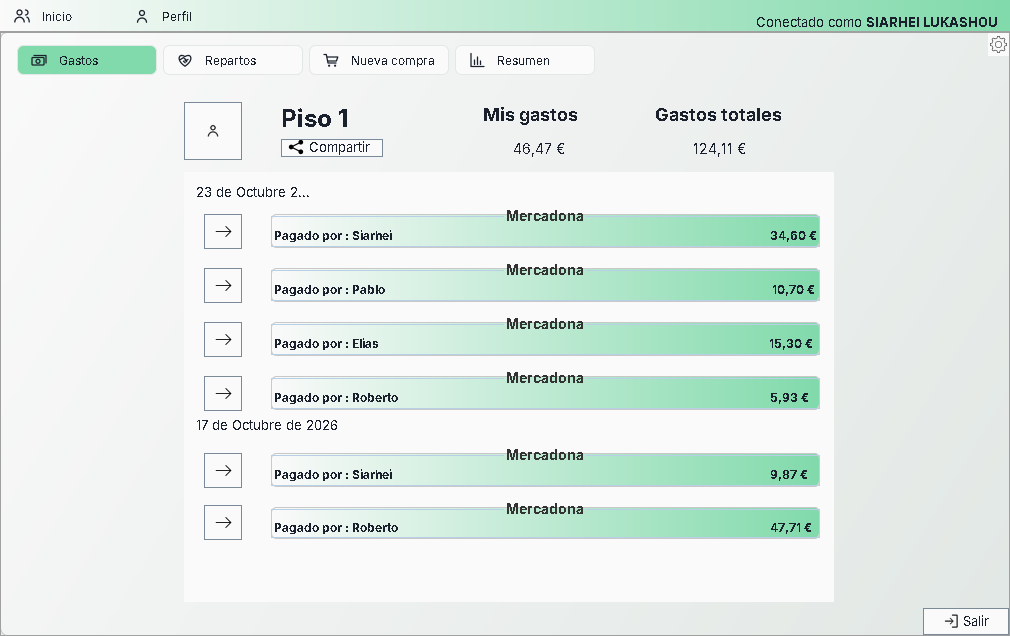 Inicio
Perfil
Conectado como SIARHEI LUKASHOU
Gastos
Repartos
Nueva compra
Resumen
Piso 1
Compartir
Mis gastos
46,47 €
Gastos totales
124,11 €
23 de Octubre 2...
Mercadona
Pagado por : Siarhei
34,60 €
Mercadona
Pagado por : Pablo
10,70 €
Mercadona
Pagado por : Elias
15,30 €
Mercadona
Pagado por : Roberto
5,93 €
17 de Octubre de 2026
Mercadona
Pagado por : Siarhei
9,87 €
Mercadona
Pagado por : Roberto
47,71 €
Salir